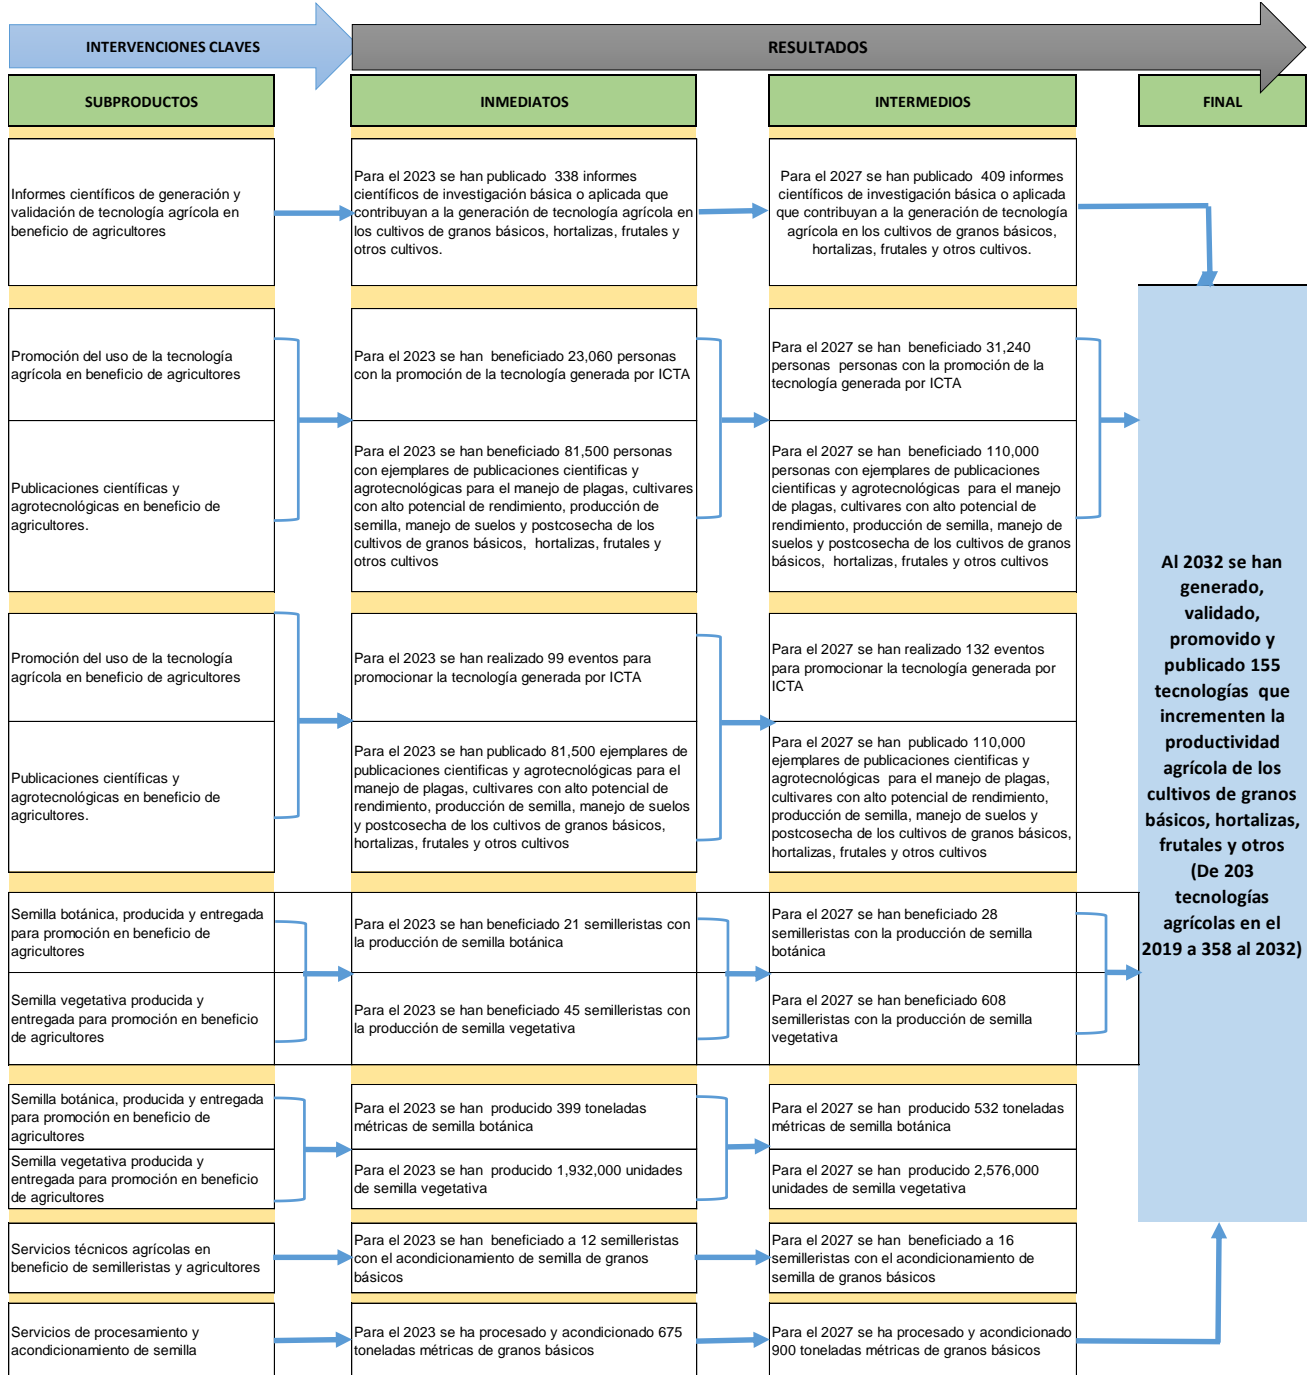 INTERVENCIONES CLAVES
RESULTADOS
SUBPRODUCTOS
INMEDIATOS
INTERMEDIOS
FINAL
Informes científicos de generación y
validación de tecnología agrícola en
beneficio de agricultores
Para el 2023 se han publicado 338 informes
científicos de investigación básica o aplicada que
contribuyan a la generación de tecnología agrícola en
los cultivos de granos básicos, hortalizas, frutales y
otros cultivos.
Para el 2027 se han publicado 409 informes
científicos de investigación básica o aplicada
que contribuyan a la generación de tecnología
agrícola en los cultivos de granos básicos,
hortalizas, frutales y otros cultivos.
Promoción del uso de la tecnología
agrícola en beneficio de agricultores
Para el 2023 se han beneficiado 23,060 personas
con la promoción de la tecnología generada por ICTA
Para el 2027 se han beneficiado 31,240
personas personas con la promoción de la
tecnología generada por ICTA
Publicaciones científicas y
agrotecnológicas en beneficio de
agricultores.
Para el 2023 se han beneficiado 81,500 personas
con ejemplares de publicaciones cientificas y
agrotecnológicas para el manejo de plagas, cultivares
con alto potencial de rendimiento, producción de
semilla, manejo de suelos y postcosecha de los
cultivos de granos básicos, hortalizas, frutales y
otros cultivos
Para el 2027 se han beneficiado 110,000
personas con ejemplares de publicaciones
cientificas y agrotecnológicas para el manejo
de plagas, cultivares con alto potencial de
rendimiento, producción de semilla, manejo de
suelos y postcosecha de los cultivos de granos
básicos, hortalizas, frutales y otros cultivos
Promoción del uso de la tecnología
agrícola en beneficio de agricultores
Para el 2023 se han realizado 99 eventos para
promocionar la tecnología generada por ICTA
Para el 2027 se han realizado 132 eventos
para promocionar la tecnología generada por
ICTA
Publicaciones científicas y
agrotecnológicas en beneficio de
agricultores.
Para el 2023 se han publicado 81,500 ejemplares de
publicaciones cientificas y agrotecnológicas para el
manejo de plagas, cultivares con alto potencial de
rendimiento, producción de semilla, manejo de suelos
y postcosecha de los cultivos de granos básicos,
hortalizas, frutales y otros cultivos
Para el 2027 se han publicado 110,000
ejemplares de publicaciones cientificas y
agrotecnológicas para el manejo de plagas,
cultivares con alto potencial de rendimiento,
producción de semilla, manejo de suelos y
postcosecha de los cultivos de granos básicos,
hortalizas, frutales y otros cultivos
Semilla botánica, producida y entregada
para promoción en beneficio de
agricultores
Para el 2023 se han beneficiado 21 semilleristas con
la producción de semilla botánica
Para el 2027 se han beneficiado 28
semilleristas con la producción de semilla
botánica
Semilla vegetativa producida y
entregada para promoción en beneficio
de agricultores
Para el 2023 se han beneficiado 45 semilleristas con
la producción de semilla vegetativa
Para el 2027 se han beneficiado 608
semilleristas con la producción de semilla
vegetativa
Semilla botánica, producida y entregada
para promoción en beneficio de
agricultores
Para el 2023 se han producido 399 toneladas
métricas de semilla botánica
Para el 2027 se han producido 532 toneladas
métricas de semilla botánica
Semilla vegetativa producida y
entregada para promoción en beneficio
de agricultores
Para el 2023 se han producido 1,932,000 unidades
de semilla vegetativa
Para el 2027 se han producido 2,576,000
unidades de semilla vegetativa
Servicios técnicos agrícolas en
beneficio de semilleristas y agricultores
Para el 2023 se han beneficiado a 12 semilleristas
con el acondicionamiento de semilla de granos
básicos
Para el 2027 se han beneficiado a 16
semilleristas con el acondicionamiento de
semilla de granos básicos
Servicios de procesamiento y
acondicionamiento de semilla
Para el 2023 se ha procesado y acondicionado 675
toneladas métricas de granos básicos
Para el 2027 se ha procesado y acondicionado
900 toneladas métricas de granos básicos
Al 2032 se han
generado,
validado,
promovido y
publicado 155
tecnologías que
incrementen la
productividad
agrícola de los
cultivos de granos
básicos, hortalizas,
frutales y otros
(De 203
tecnologías
agrícolas en el
2019 a 358 al 2032)